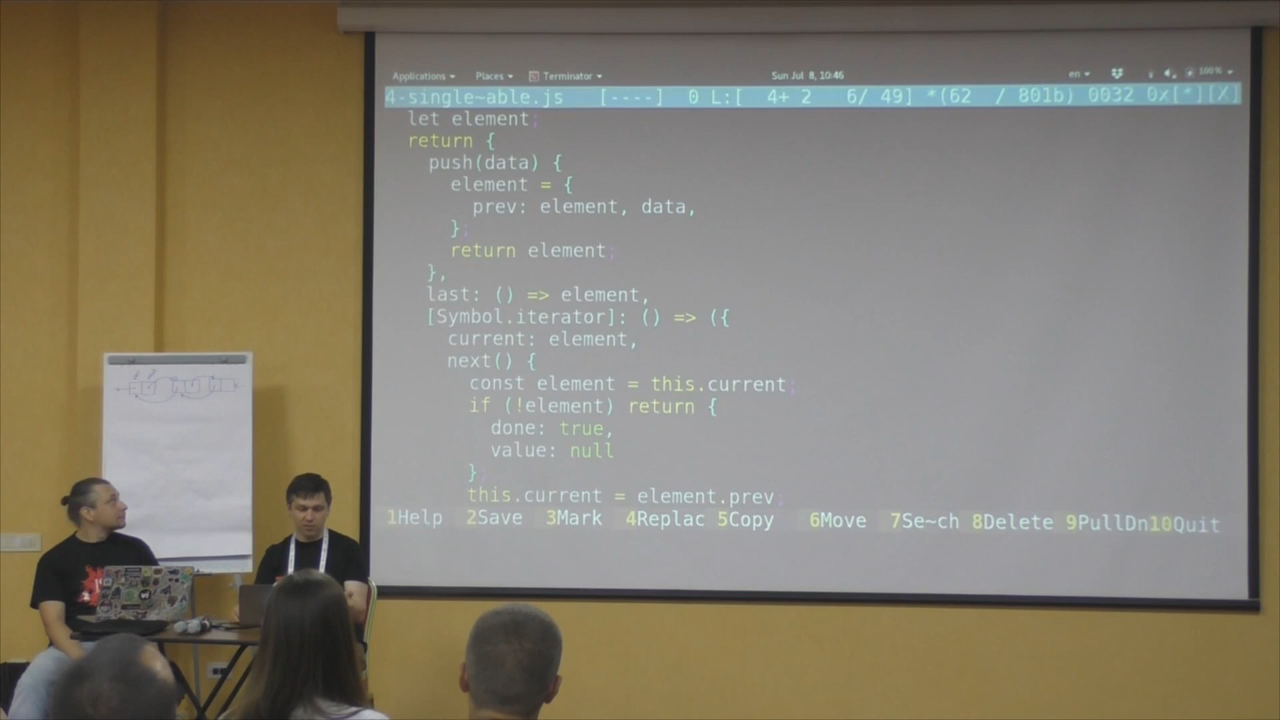 Applications Places Terminator Sun Jul 8, 10:46 en 100%
4-single~able.js [----] 0 L:[ 4+ 2 6/ 49] *(62 / 801b) 0032 0x[*][X]
let element;
return {
push(data) {
element = {
prev: element, data,
};
return element;
},
last: () => element,
[Symbol.iterator]: () => ({
current: element,
next() {
const element = this.current;
if (!element) return {
done: true,
value: null
};
this.current = element.prev;
1Help 2Save 3Mark 4Replac 5Copy 6Move 7Se~ch 8Delete 9PullDn10Quit